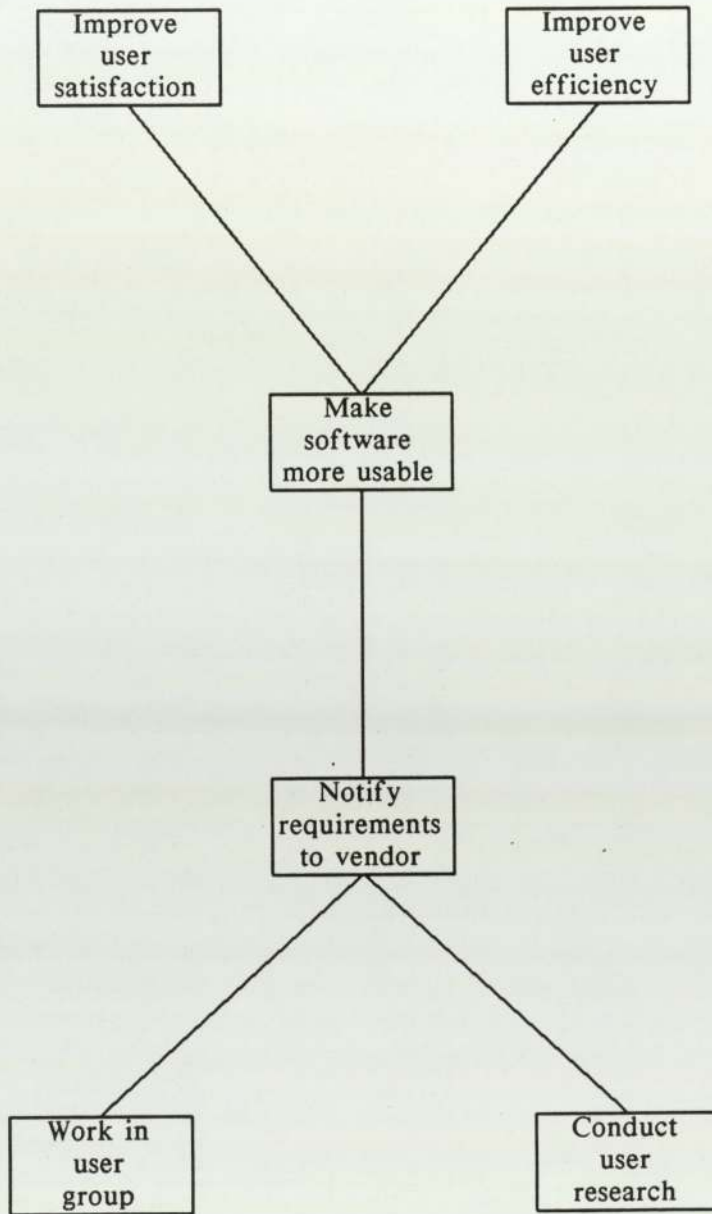 Improve
user
satisfaction
Improve
user
efficiency
Make
software
more usable
Notify
requirements
to vendor
Work in
user
group
Conduct
user
research